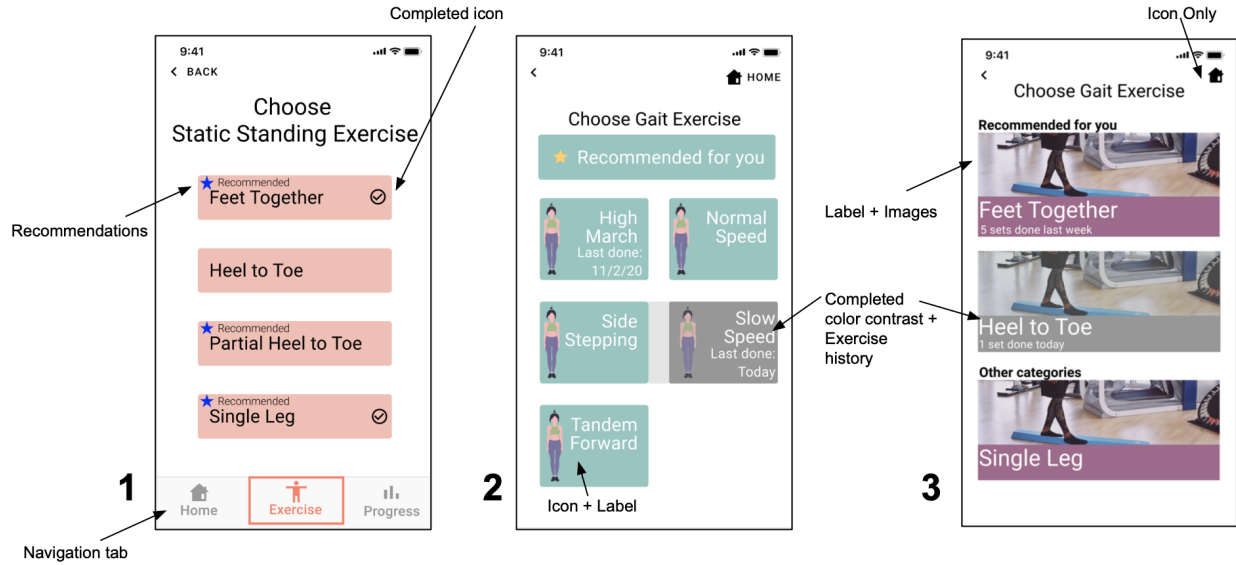 Completed icon
Icon Only
9:41
BACK
Choose
Static Standing Exercise
Recommended
Feet Together
Recommendations
Heel to Toe
Recommended
Partial Heel to Toe
Recommended
Single Leg
1
Home
Exercise
Progress
Navigation tab
9:41
HOME
Choose Gait Exercise
Recommended for you
High
March
Last done:
11/2/20
Normal
Speed
Side
Stepping
Slow
Speed
Last done:
Today
Tandem
Forward
2
Icon + Label
9:41
Choose Gait Exercise
Recommended for you
Label + Images
Feet Together
5 sets done last week
Completed
color contrast +
Exercise
history
Heel to Toe
1 set done today
Other categories
Single Leg
3